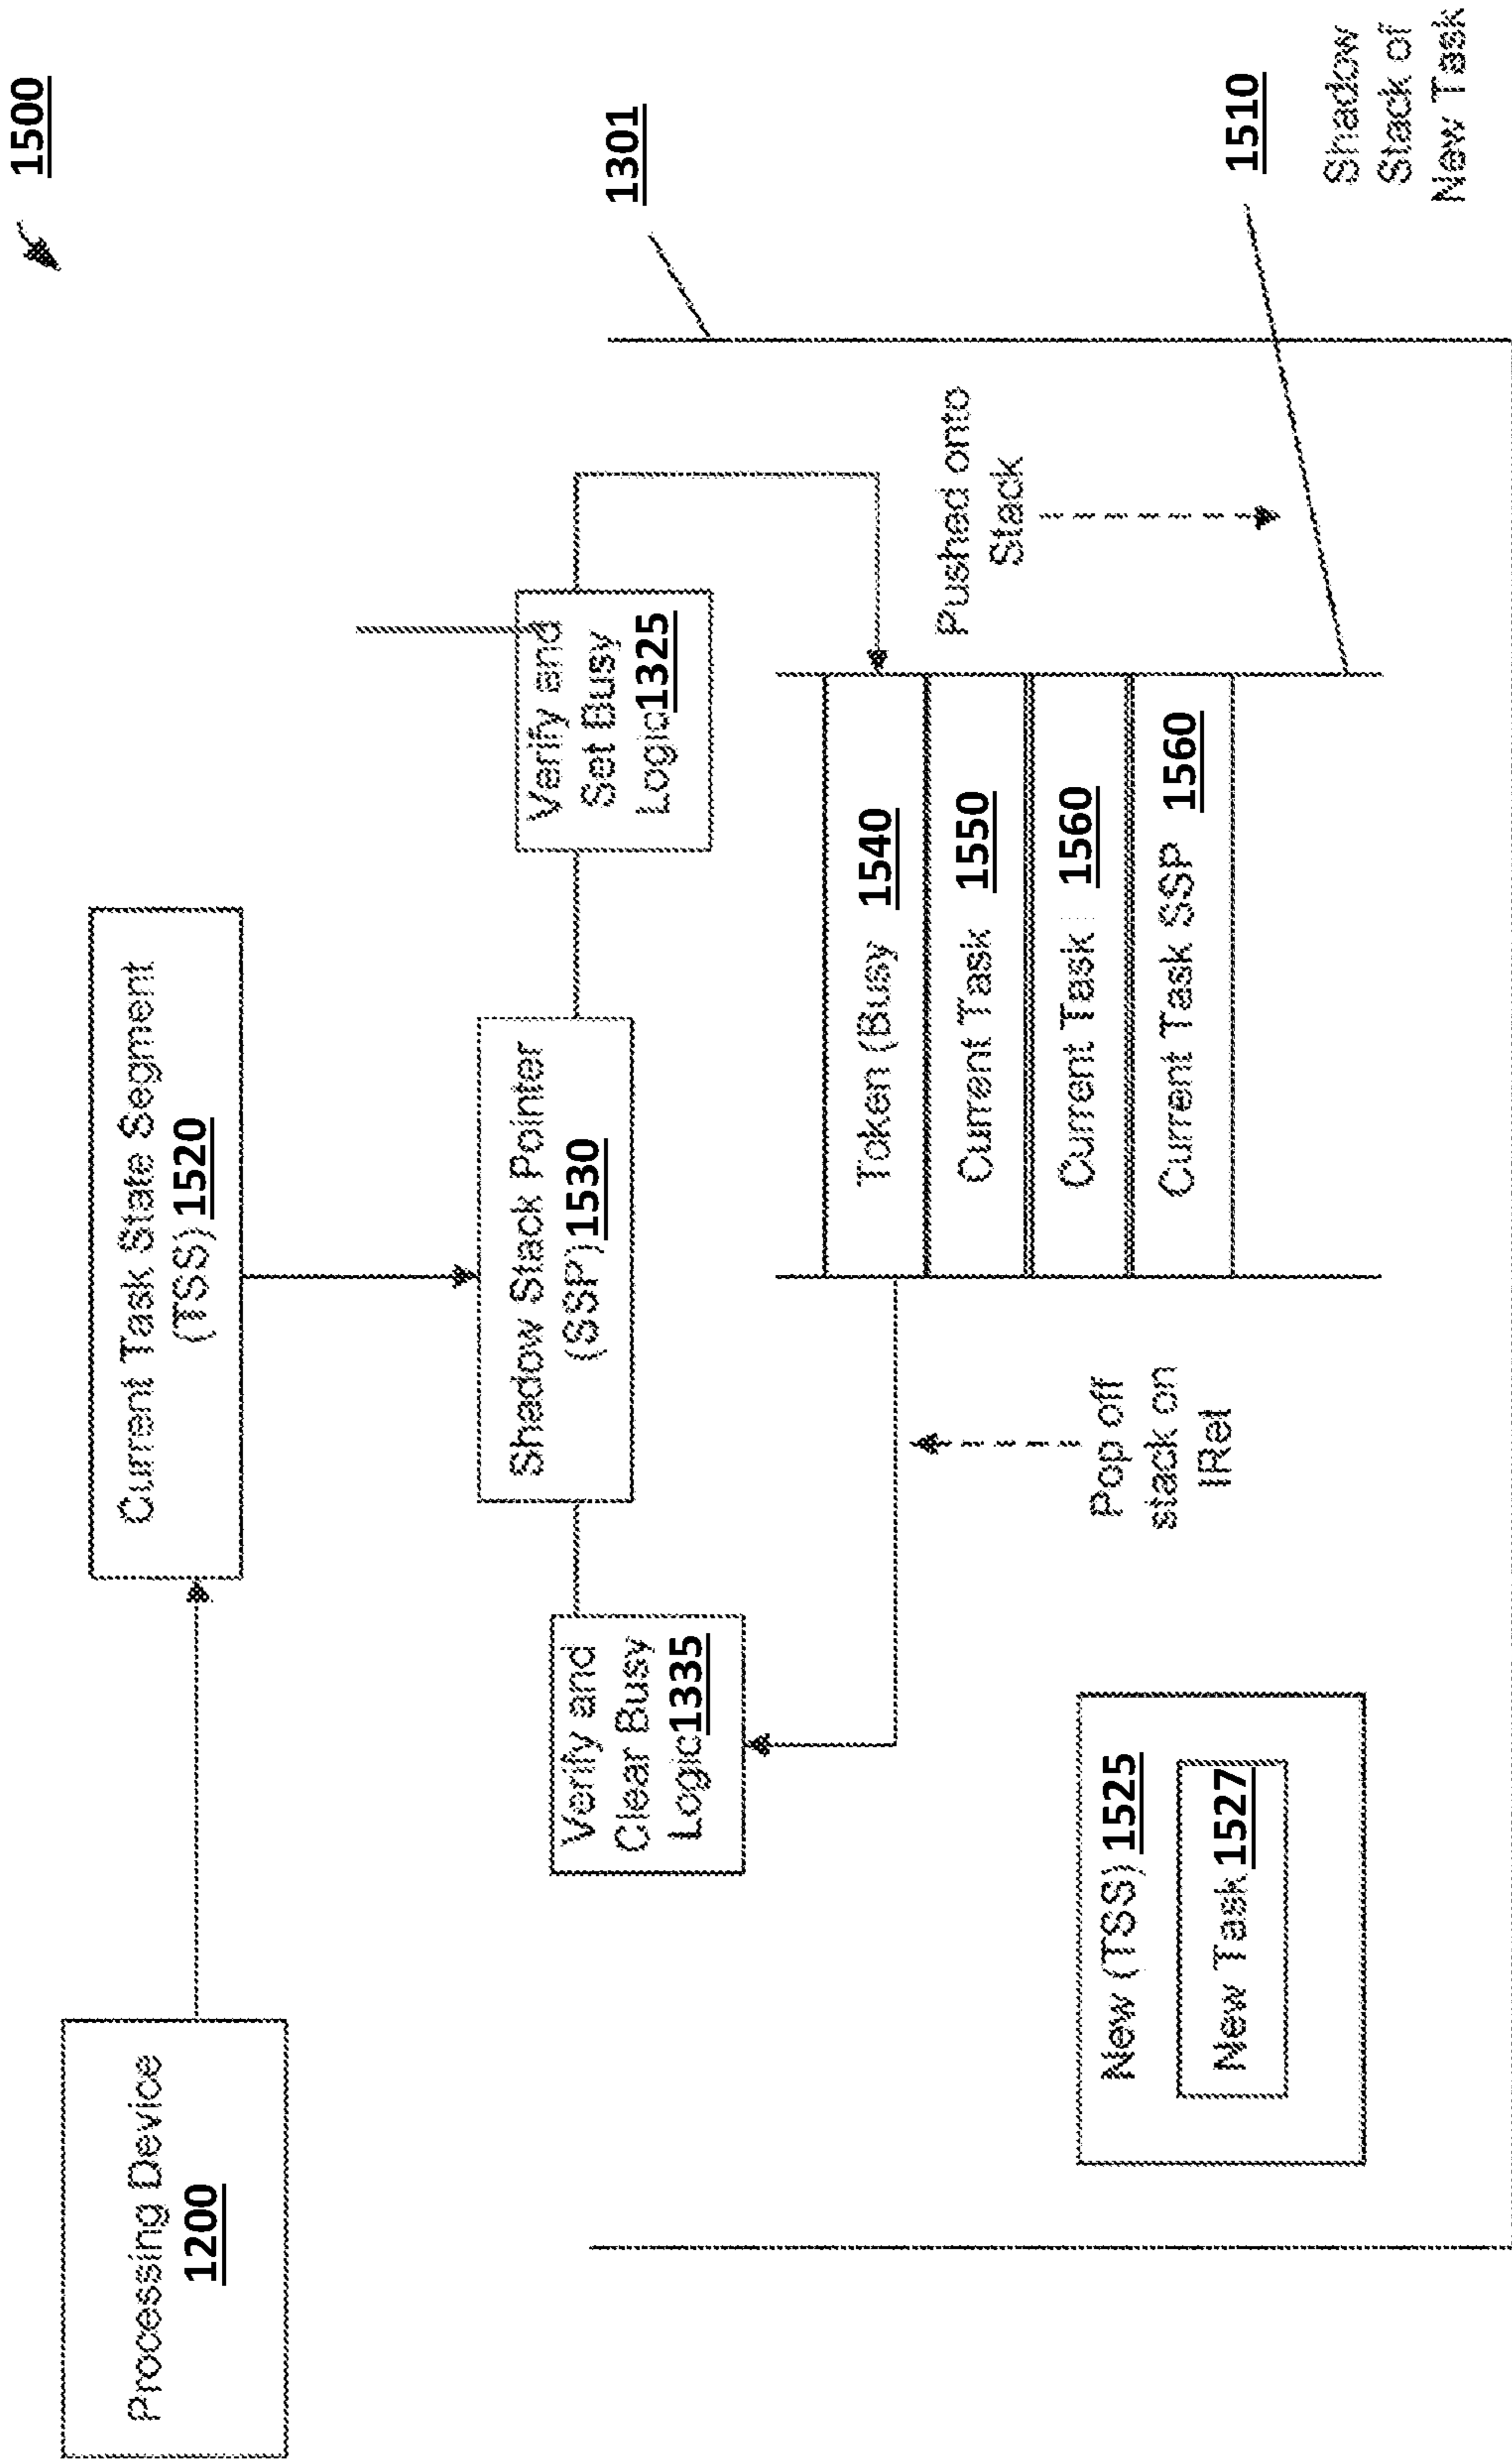 1500
Processing Device
1200
Current Task State Segment
(TSS) 1520
Shadow Stack Pointer
(SSP) 1530
Verify and
Clear Busy
Logic 1335
Verify and
Set Busy
Logic 1325
1301
Token (Busy 1540
Current Task 1550
Current Task 1560
Current Task SSP 1560
Pushed onto
Stack
Pop off
stack on
IRet
New (TSS) 1525
New Task 1527
1510
Shadow
Stack of
New Task